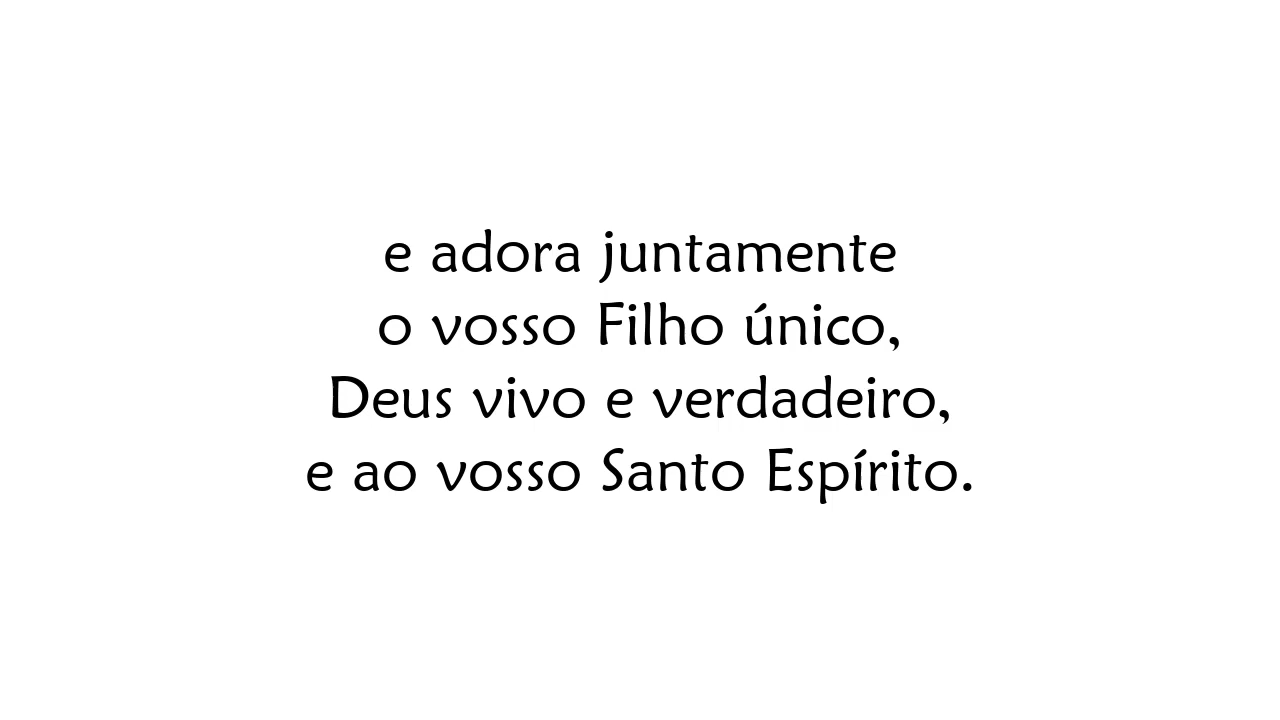 e adora juntamente
o vosso Filho único,
Deus vivo e verdadeiro,
e ao vosso Santo Espírito.